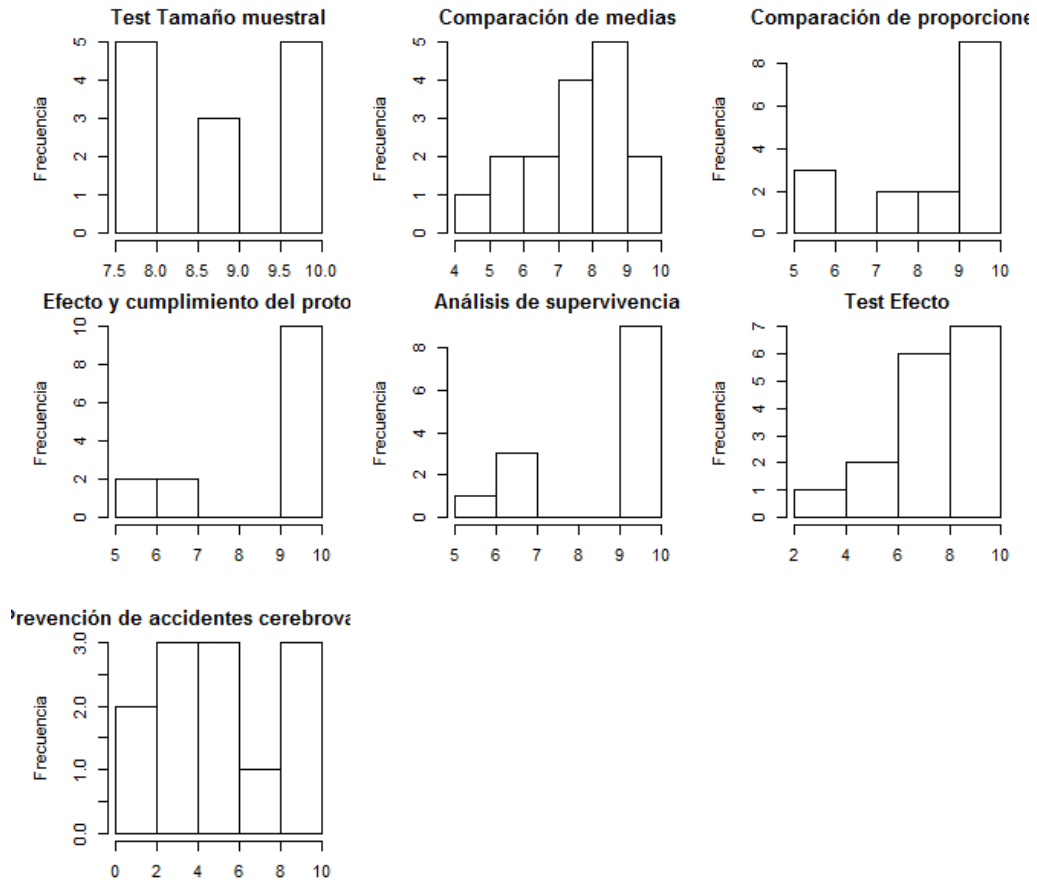 Test Tamaño muestral
Frecuencia
0 1 2 3 4 5
7.5 8.0 8.5 9.0 9.5 10.0
Comparación de medias
Frecuencia
0 1 2 3 4 5
4 5 6 7 8 9 10
Comparación de proporcione
Frecuencia
0 2 4 6 8
5 6 7 8 9 10
Efecto y cumplimiento del proto
Frecuencia
0 2 4 6 8 10
5 6 7 8 9 10
Análisis de supervivencia
Frecuencia
0 2 4 6 8
5 6 7 8 9 10
Test Efecto
Frecuencia
0 1 2 3 4 5 6 7
2 4 6 8 10
Prevención de accidentes cerebrova
Frecuencia
0.0 1.0 2.0 3.0
0 2 4 6 8 10